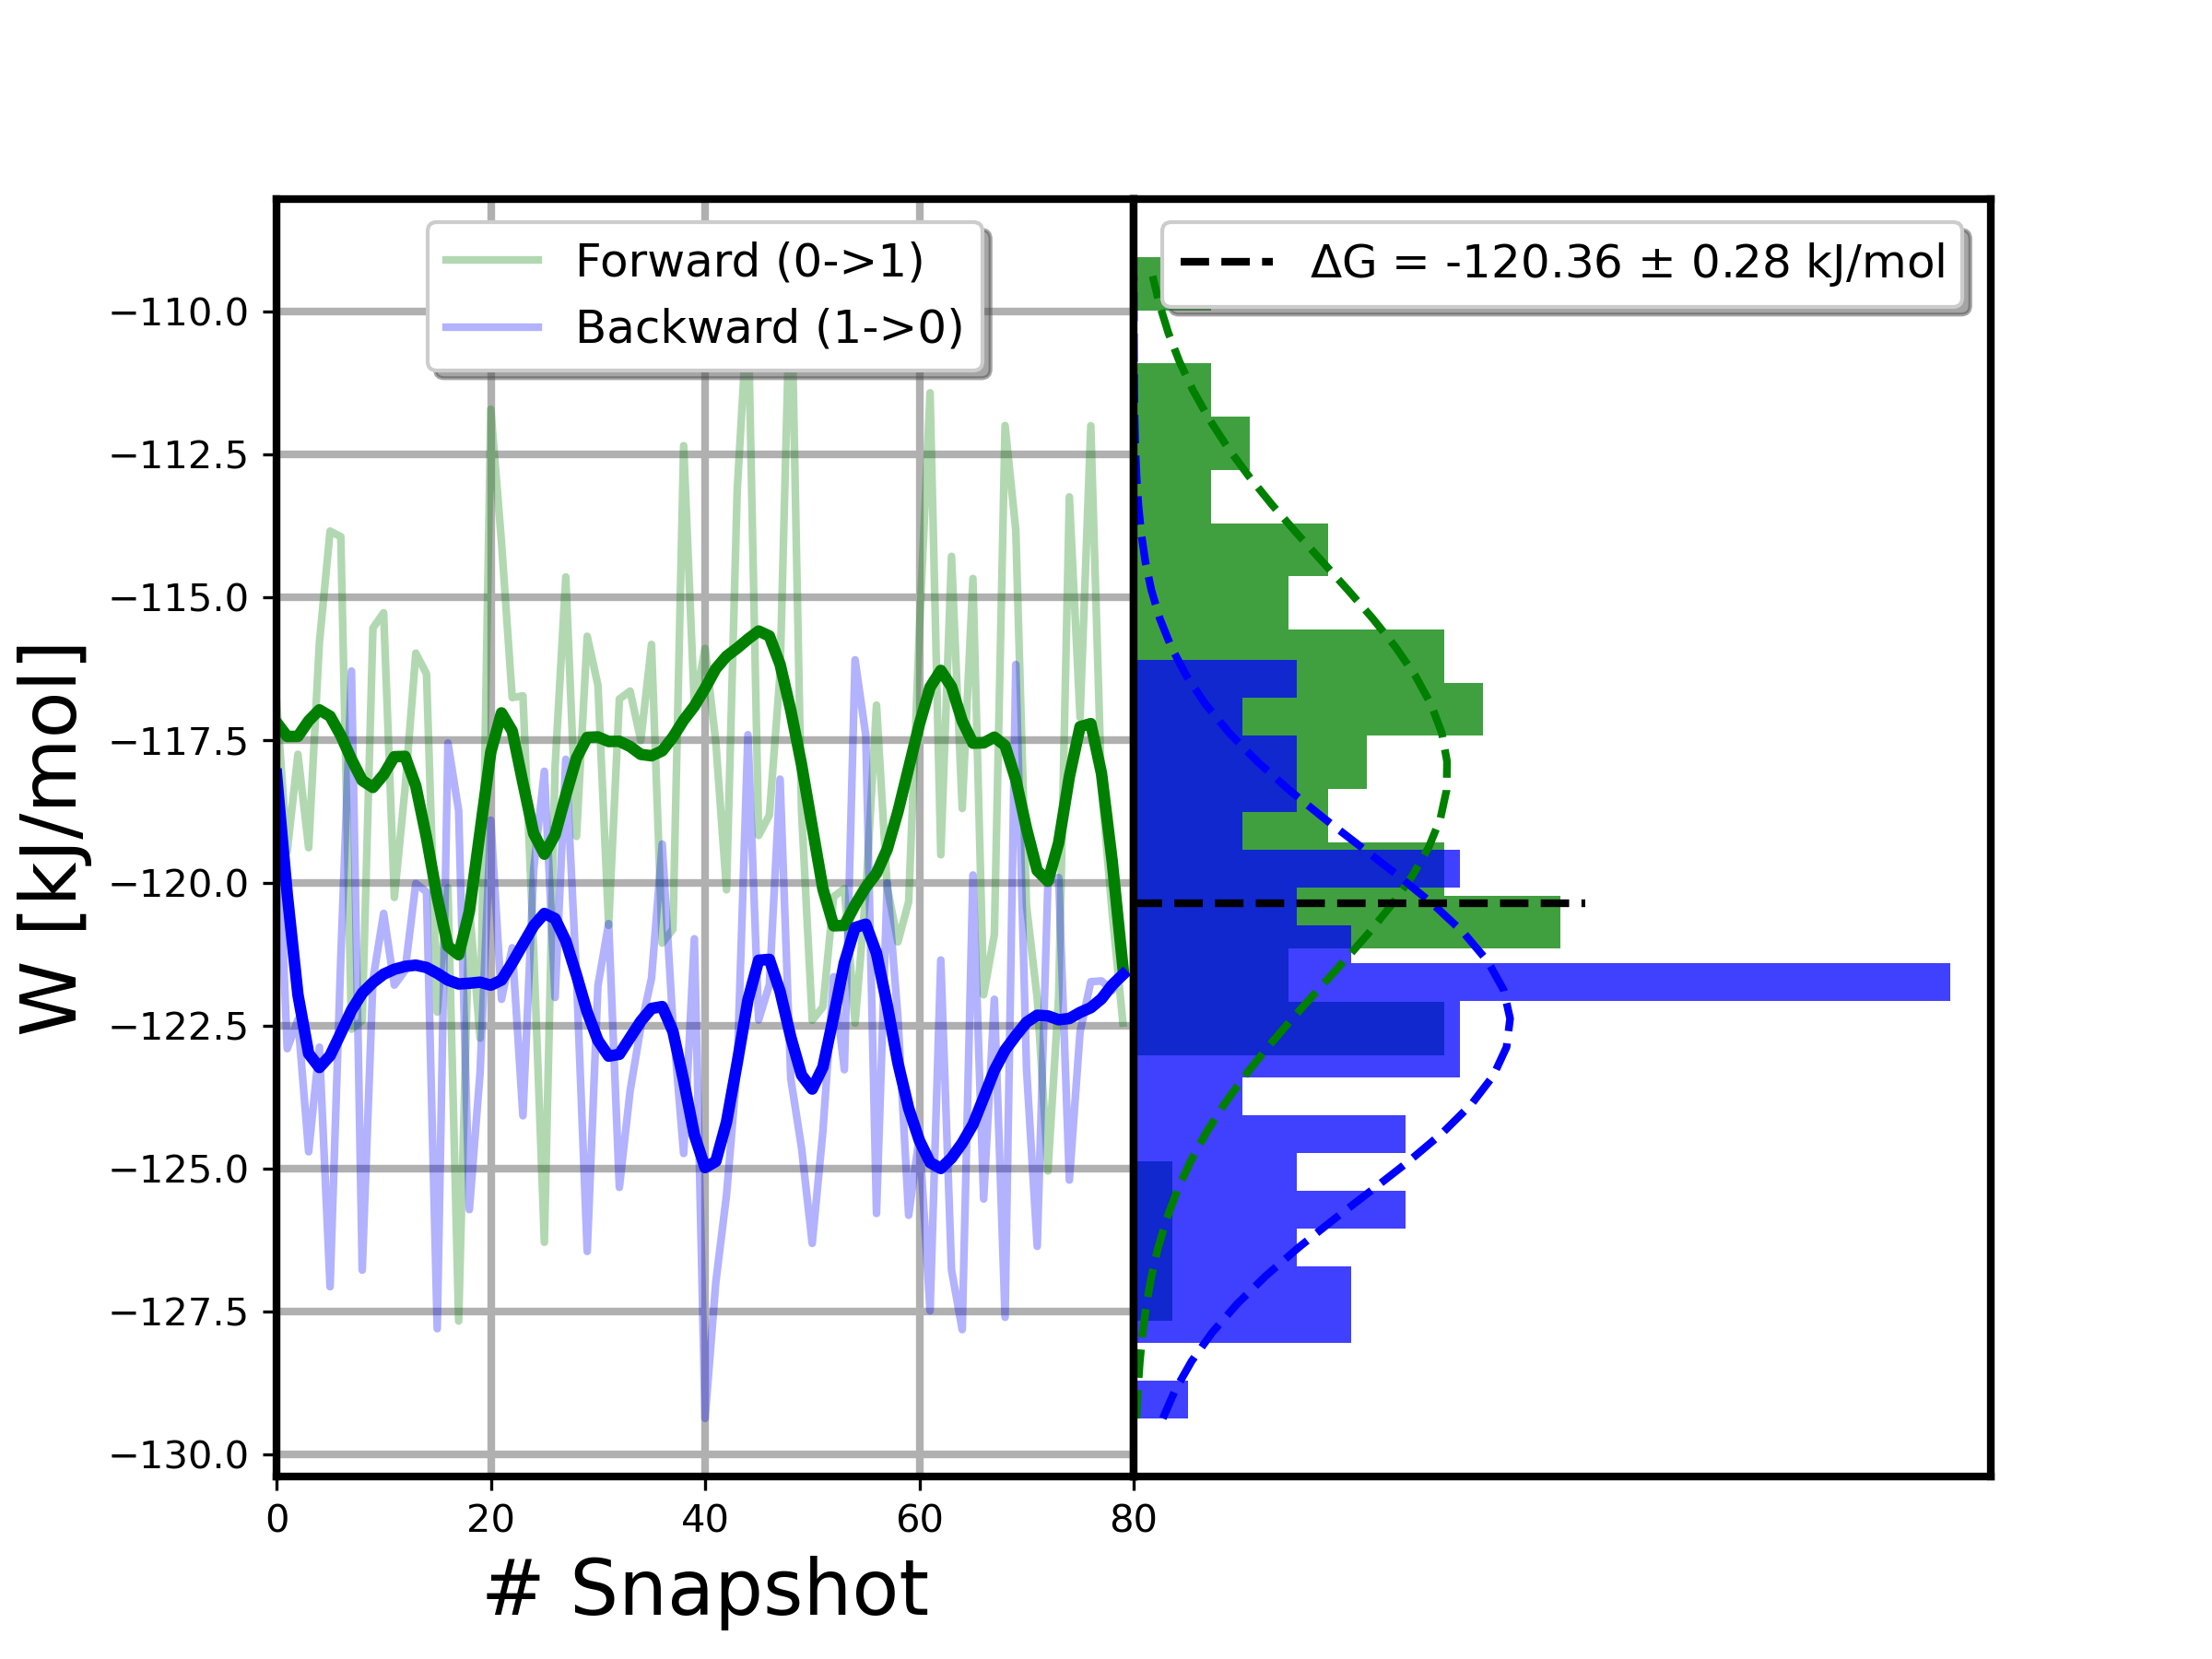 Forward (0->1)
Backward (1->0)
ΔG = -120.36 ± 0.28 kJ/mol
−110.0
−112.5
−115.0
−117.5
−120.0
−122.5
−125.0
−127.5
−130.0
W [kJ/mol]
0 20 40 60 80
# Snapshot